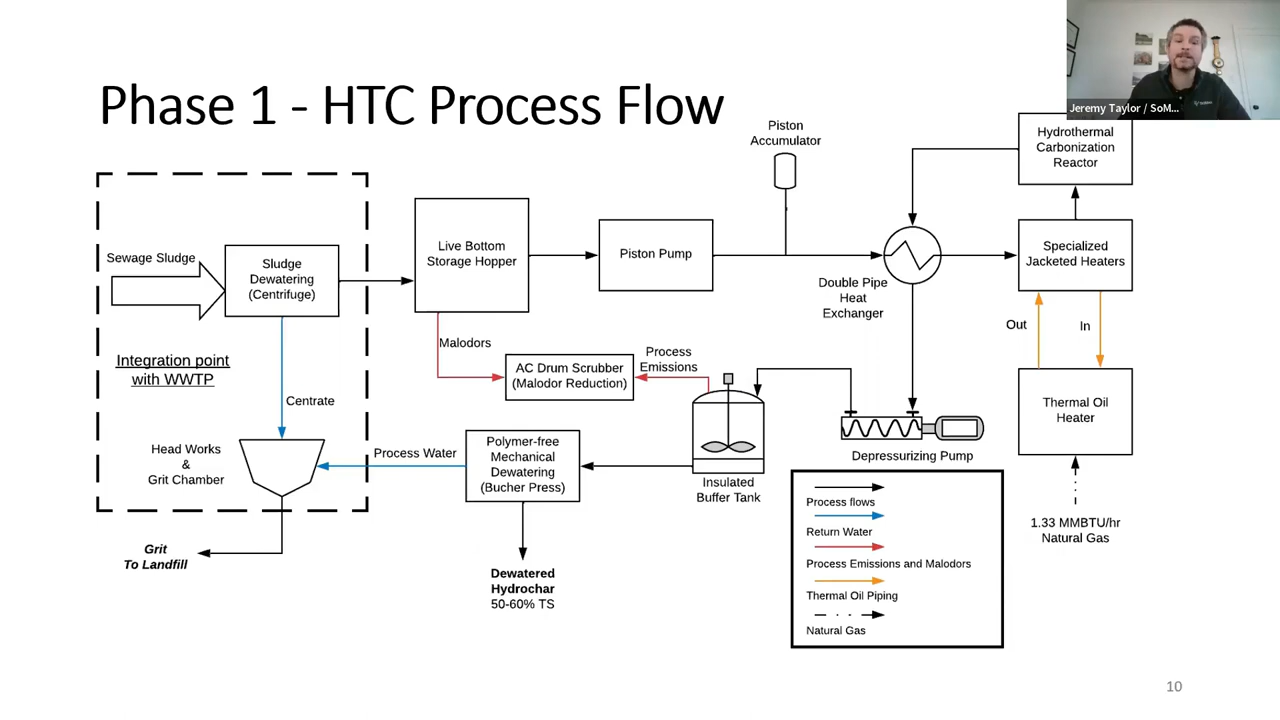 Jeremy Taylor / SoM...
Phase 1 - HTC Process Flow
Piston
Accumulator
Hydrothermal
Carbonization
Reactor
Sewage Sludge
Sludge
Dewatering
(Centrifuge)
Live Bottom
Storage Hopper
Piston Pump
Double Pipe
Heat
Exchanger
Specialized
Jacketed Heaters
Out
In
Malodors
AC Drum Scrubber
(Malodor Reduction)
Process
Emissions
Integration point
with WWTP
Centrate
Thermal Oil
Heater
Head Works
&
Grit Chamber
Process Water
Polymer-free
Mechanical
Dewatering
(Bucher Press)
Insulated
Buffer Tank
Depressurizing Pump
1.33 MMBTU/hr
Natural Gas
Grit
To Landfill
Dewatered
Hydrochar
50-60% TS
Process flows
Return Water
Process Emissions and Malodors
Thermal Oil Piping
Natural Gas
10